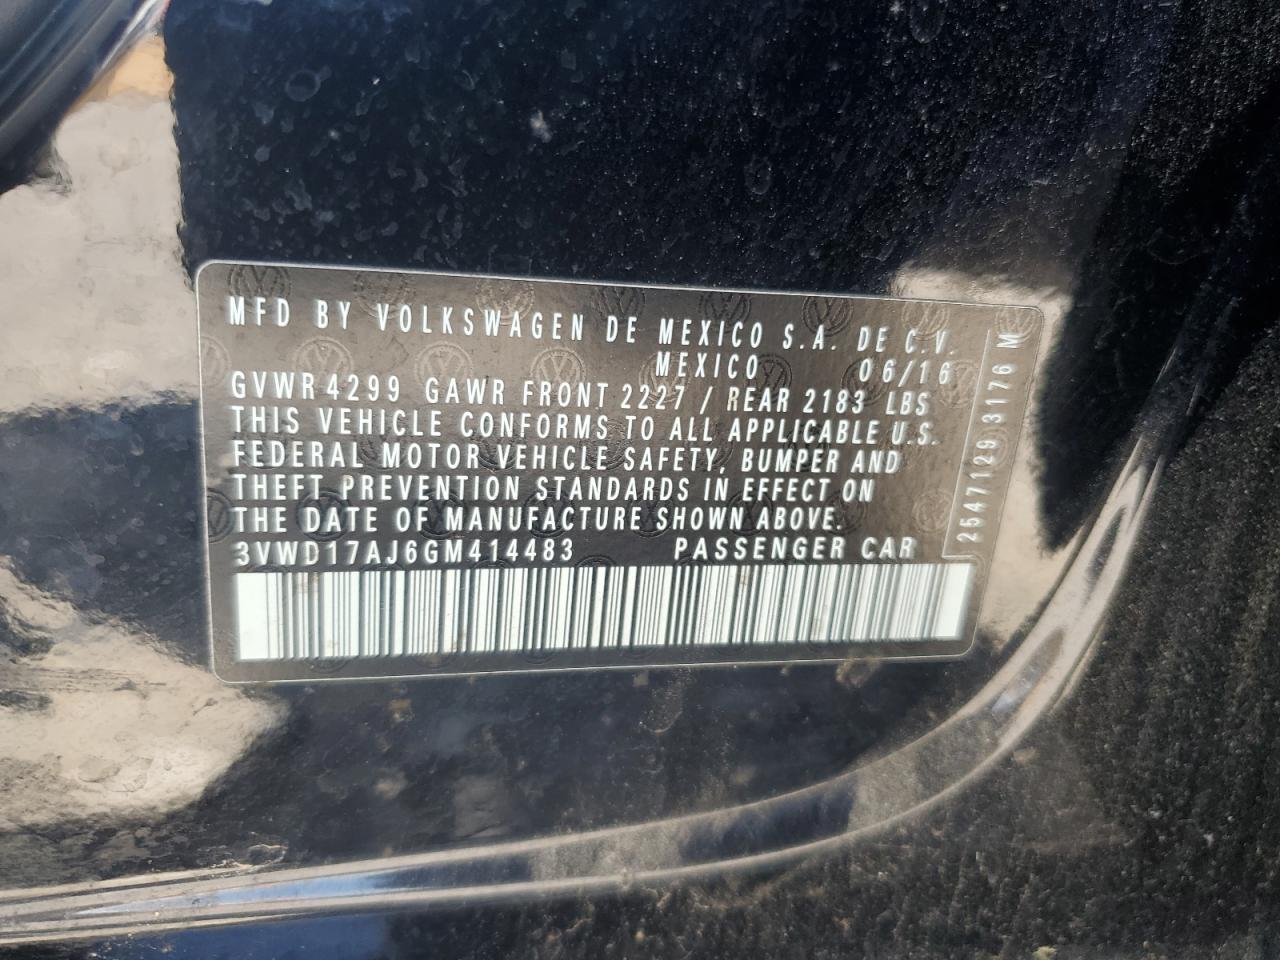 MFD BY VOLKSWAGEN DE MEXICO S.A. DE C.V.
MEXICO 06/16
GVWR 4299 GAWR FRONT 2227 / REAR 2183 LBS
THIS VEHICLE CONFORMS TO ALL APPLICABLE U.S.
FEDERAL MOTOR VEHICLE SAFETY, BUMPER AND
THEFT PREVENTION STANDARDS IN EFFECT ON
THE DATE OF MANUFACTURE SHOWN ABOVE.
3VWD17AJ6GM414483 PASSENGER CAR
25471293176 M